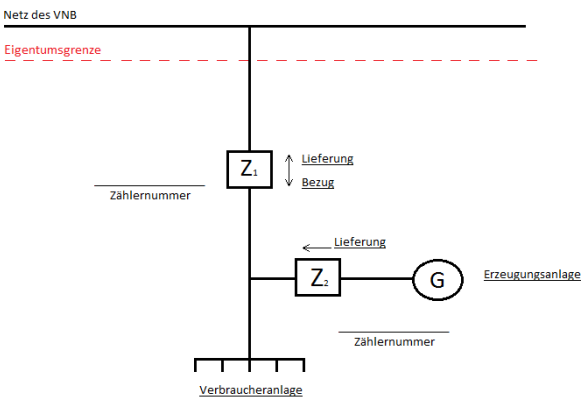 Netz des VNB
Eigentumsgrenze
Z1
Lieferung
Bezug
Zählernummer
Lieferung
Z2
G
Erzeugungsanlage
Zählernummer
Verbraucheranlage